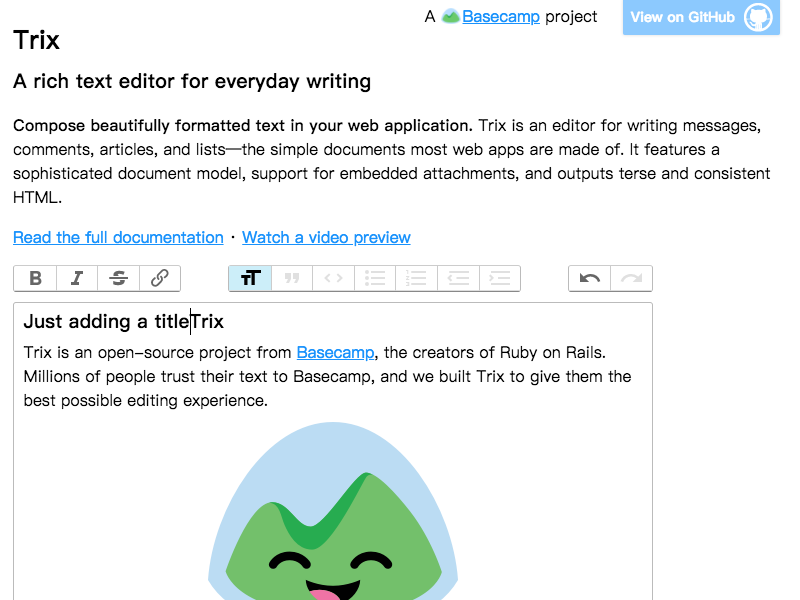 A Basecamp project
View on GitHub
Trix
A rich text editor for everyday writing
Compose beautifully formatted text in your web application. Trix is an editor for writing messages,
comments, articles, and lists—the simple documents most web apps are made of. It features a
sophisticated document model, support for embedded attachments, and outputs terse and consistent
HTML.
Read the full documentation · Watch a video preview
B I S TT
Just adding a titleTrix
Trix is an open-source project from Basecamp, the creators of Ruby on Rails.
Millions of people trust their text to Basecamp, and we built Trix to give them the
best possible editing experience.